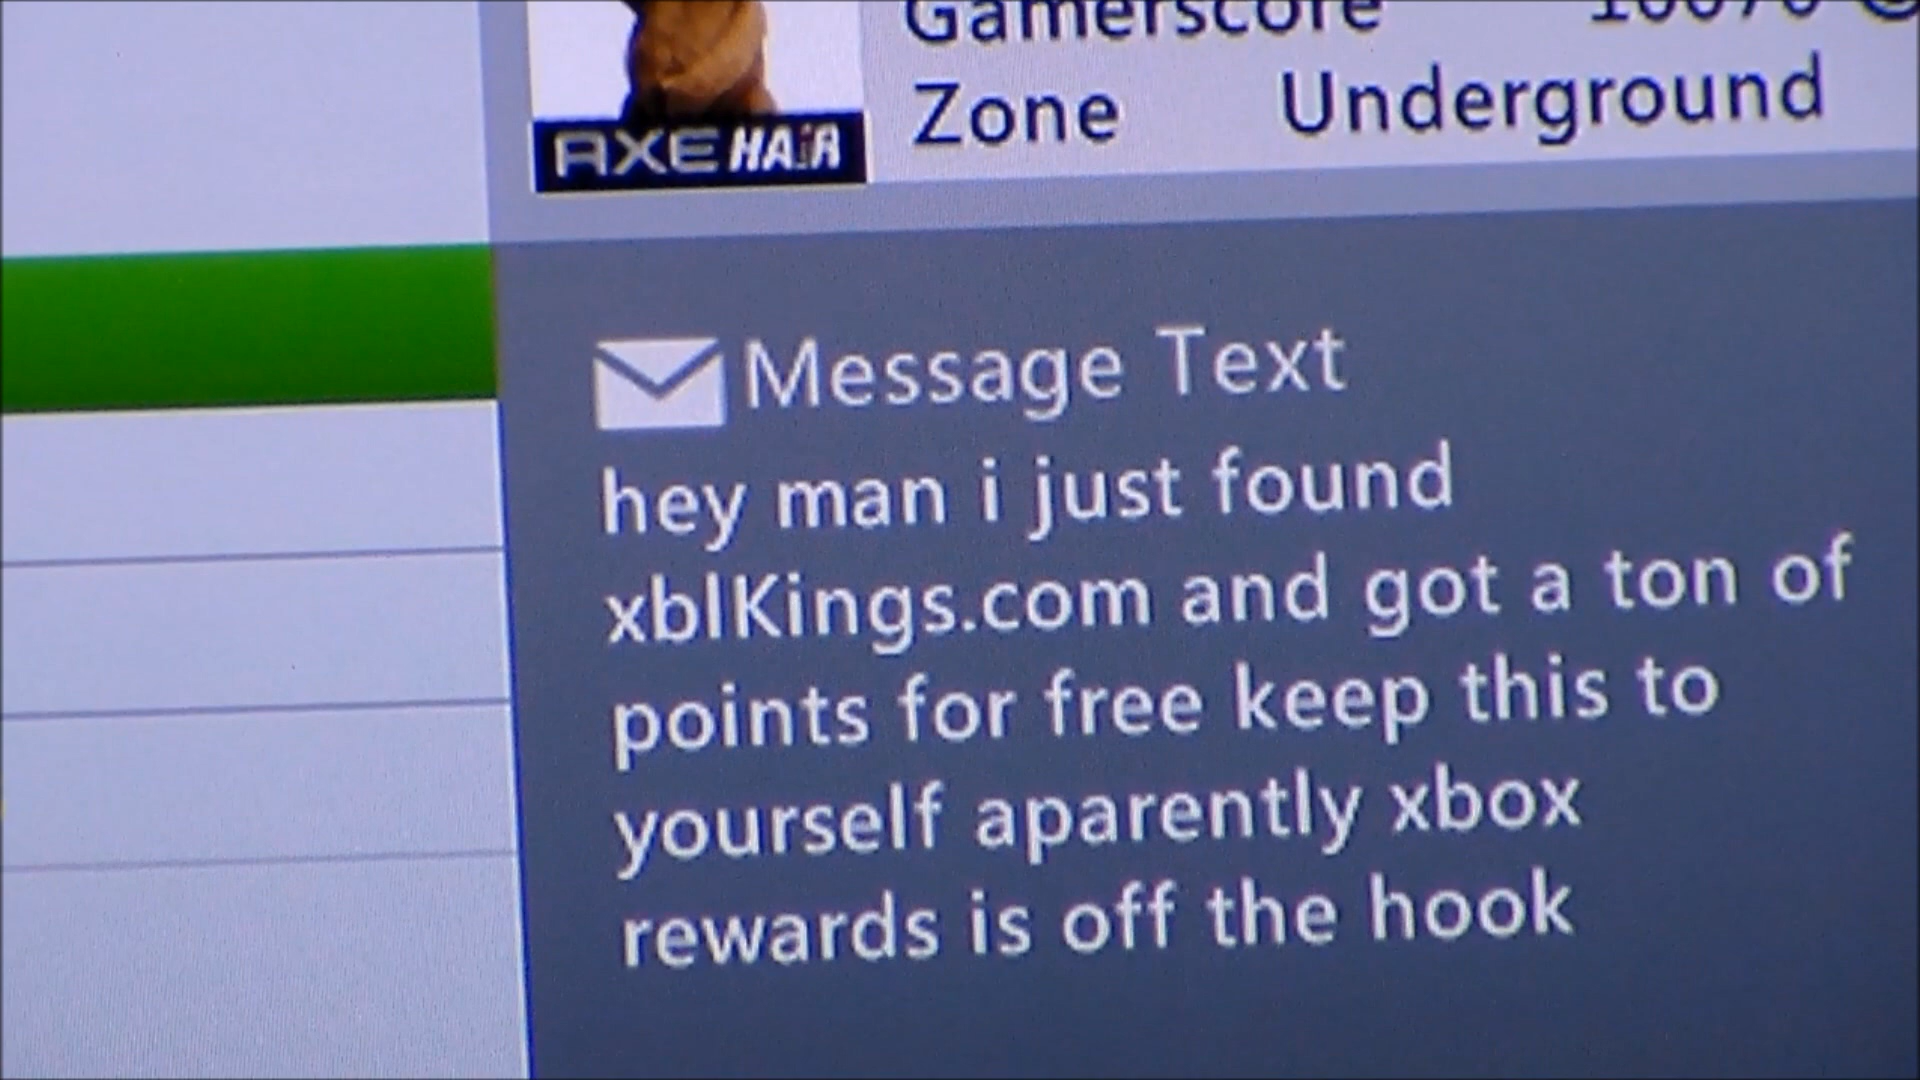 Gamerscore
Zone Underground
AXE HAIR
Message Text
hey man i just found
xblKings.com and got a ton of
points for free keep this to
yourself aparently xbox
rewards is off the hook